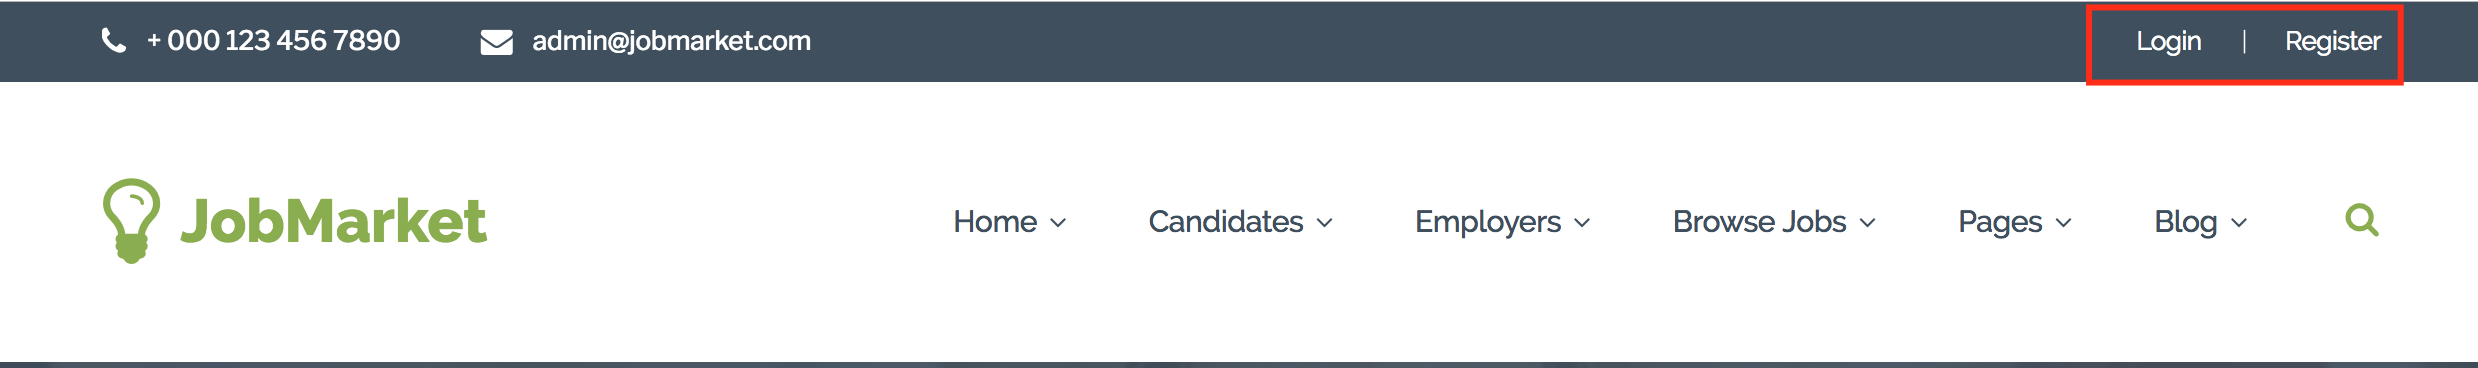 + 000 123 456 7890 admin@jobmarket.com Login | Register
JobMarket Home Candidates Employers Browse Jobs Pages Blog